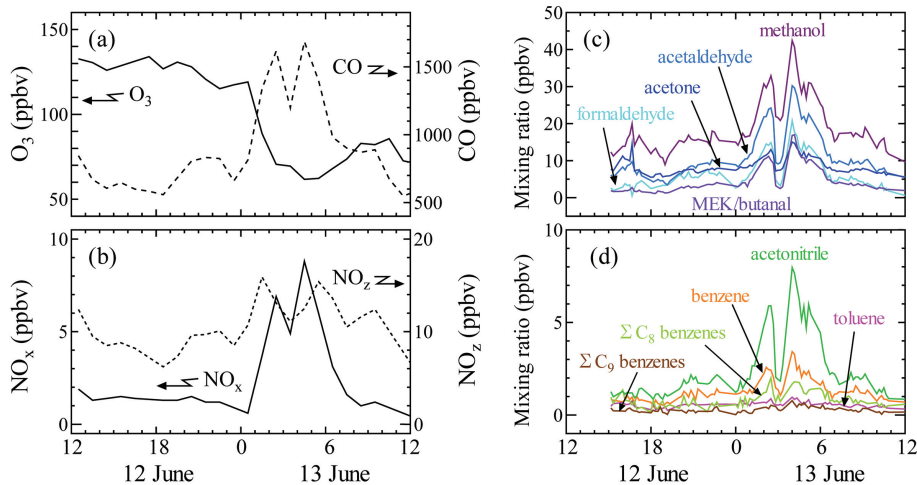 (a)
O3 (ppbv)
150
100
50
O3
CO
CO (ppbv)
1500
1000
500
(b)
NOx (ppbv)
10
5
0
NOx
NOz
NOz (ppbv)
20
10
0
12 18 0 6 12
12 June 13 June
(c)
Mixing ratio (ppbv)
50
40
30
20
10
0
methanol
acetaldehyde
acetone
formaldehyde
MEK/butanal
(d)
Mixing ratio (ppbv)
10
5
0
acetonitrile
benzene
toluene
Σ C8 benzenes
Σ C9 benzenes
12 18 0 6 12
12 June 13 June